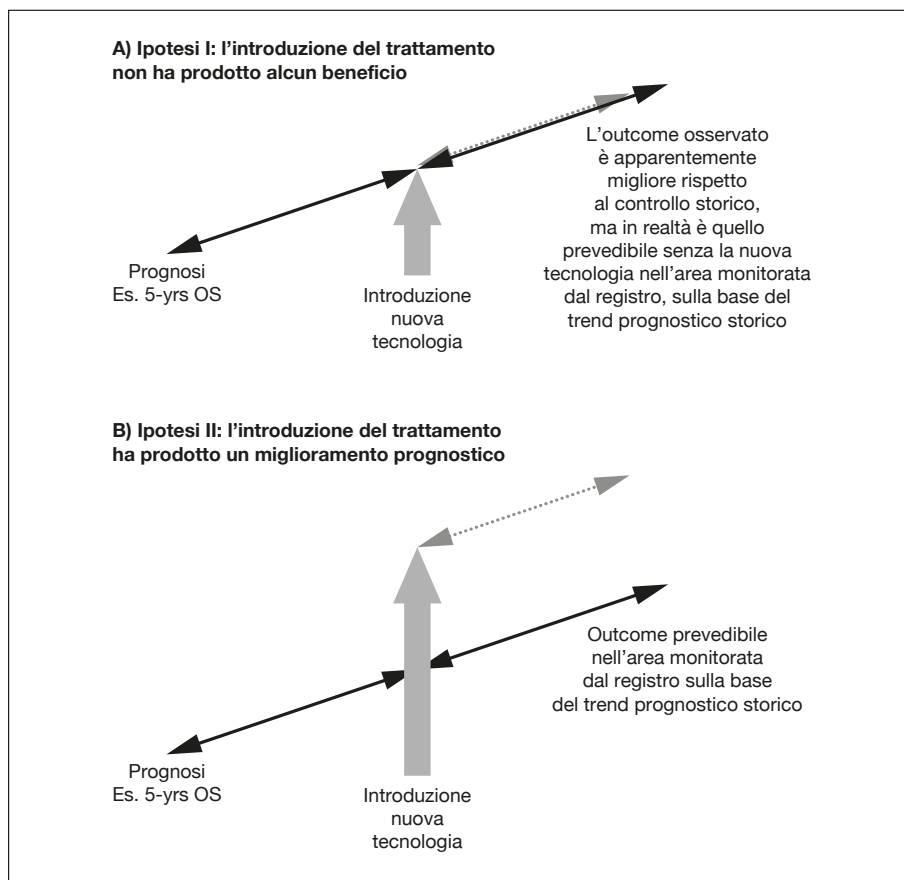 A) Ipotesi I: l’introduzione del trattamento
non ha prodotto alcun beneficio
L’outcome osservato
è apparentemente
migliore rispetto
al controllo storico,
ma in realtà è quello
prevedibile senza la nuova
tecnologia nell’area monitorata
dal registro, sulla base del
trend prognostico storico
Prognosi
Es. 5-yrs OS
Introduzione
nuova
tecnologia
B) Ipotesi II: l’introduzione del trattamento
ha prodotto un miglioramento prognostico
Outcome prevedibile
nell’area monitorata
dal registro sulla base
del trend prognostico storico
Prognosi
Es. 5-yrs OS
Introduzione
nuova
tecnologia